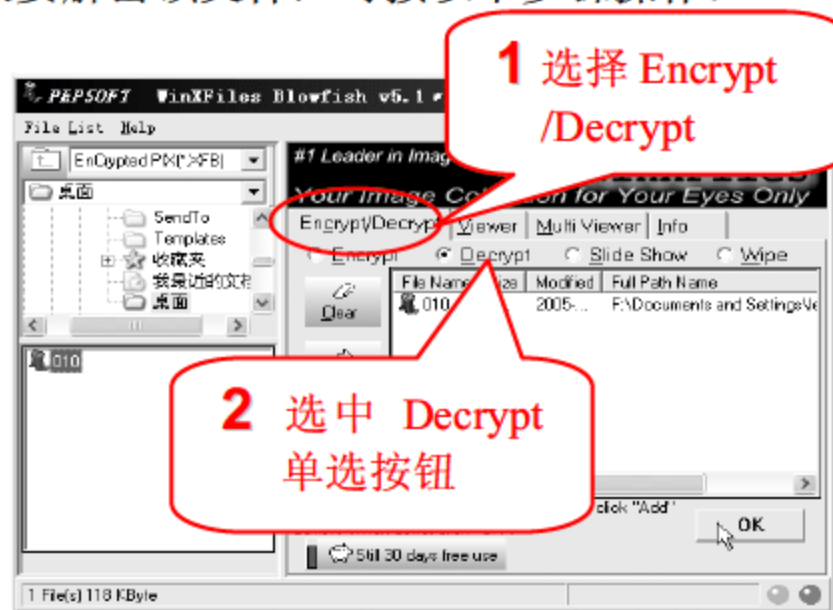 1 选择 Encrypt
/Decrypt
PEPSOFT WinXFiles Blowfish v5.1
File List Help
EnCrypted PIX(*.XFB)
#1 Leader in Imag
Your Image Co on for Your Eyes Only
桌面
SendTo
Templates
收藏夹
我最近的文档
桌面
Encrypt/Decrypt Viewer Multi Viewer Info
Encrypt Decrypt Slide Show Wipe
Clear
File Name Size Modified Full Path Name
010 2005-... F:\Documents and Settings\
010
2 选中 Decrypt
单选按钮
click "Add"
OK
Still 30 days free use
1 File(s) 118 KByte